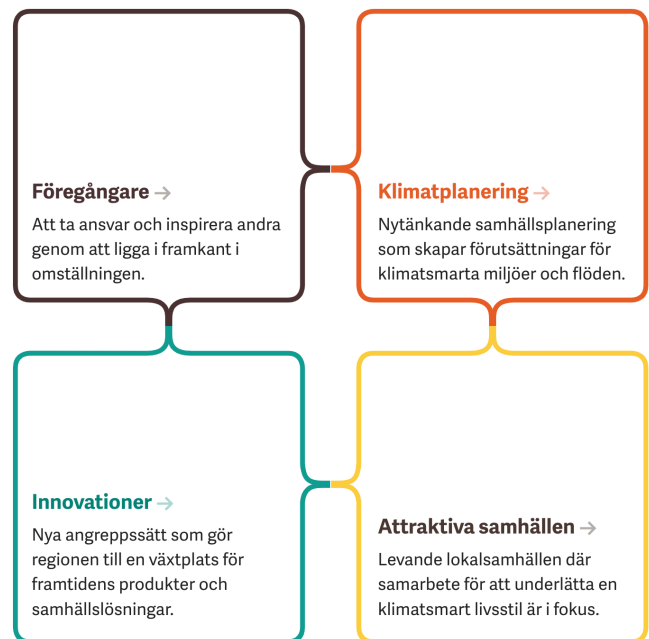 Föregångare →
Att ta ansvar och inspirera andra
genom att ligga i framkant i
omställningen.
Klimatplanering →
Nytänkande samhällsplanering
som skapar förutsättningar för
klimatsmarta miljöer och flöden.
Innovationer →
Nya angreppssätt som gör
regionen till en växtplats för
framtidens produkter och
samhällslösningar.
Attraktiva samhällen →
Levande lokalsamhällen där
samarbete för att underlätta en
klimatsmart livsstil är i fokus.